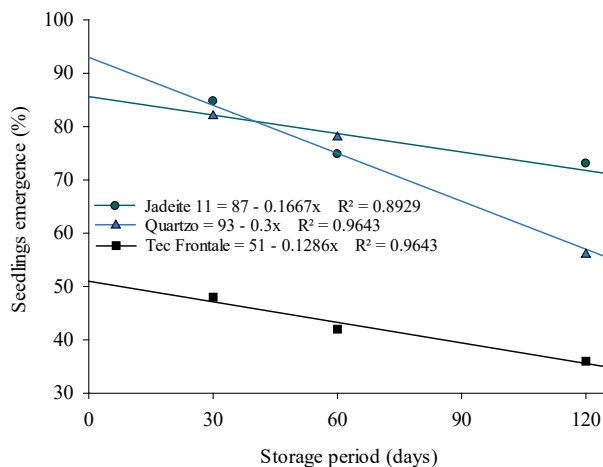 100
90
80
70
60
50
40
30
Seedlings emergence (%)
Jadeite 11 = 87 - 0.1667x R² = 0.8929
Quartzo = 93 - 0.3x R² = 0.9643
Tec Frontale = 51 - 0.1286x R² = 0.9643
0 30 60 90 120
Storage period (days)